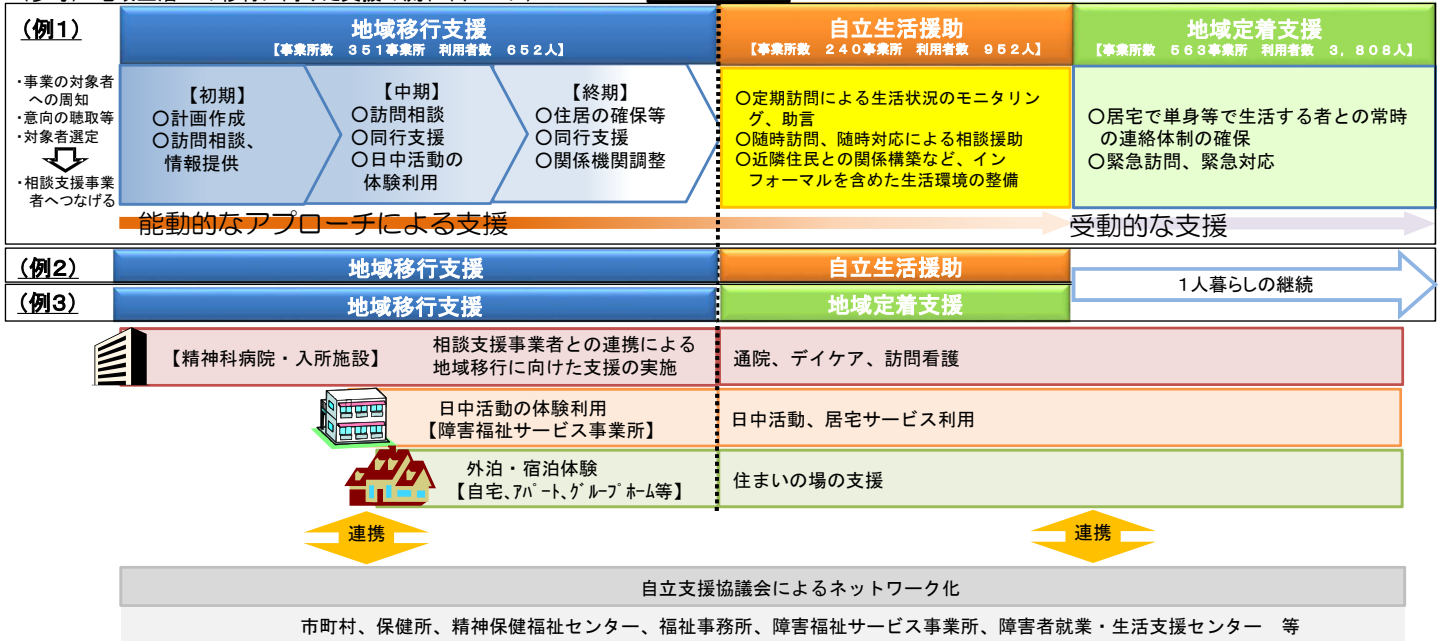 (例1)
地域移行支援
【事業所数 351事業所 利用者数 652人】
自立生活援助
【事業所数 240事業所 利用者数 952人】
地域定着支援
【事業所数 563事業所 利用者数 3,808人】
・事業の対象者
への周知
・意向の聴取等
・対象者選定
・相談支援事業
者へつなげる
【初期】
○計画作成
○訪問相談、
情報提供
【中期】
○訪問相談
○同行支援
○日中活動の
体験利用
【終期】
○住居の確保等
○同行支援
○関係機関調整
○定期訪問による生活状況のモニタリン
グ、助言
○随時訪問、随時対応による相談援助
○近隣住民との関係構築など、イン
フォーマルを含めた生活環境の整備
○居宅で単身等で生活する者との常時
の連絡体制の確保
○緊急訪問、緊急対応
能動的なアプローチによる支援
受動的な支援
(例2)
地域移行支援
自立生活援助
1人暮らしの継続
(例3)
地域移行支援
地域定着支援
【精神科病院・入所施設】
相談支援事業者との連携による
地域移行に向けた支援の実施
通院、デイケア、訪問看護
日中活動の体験利用
【障害福祉サービス事業所】
日中活動、居宅サービス利用
外泊・宿泊体験
【自宅、ｱﾊﾟｰﾄ、ｸﾞﾙｰﾌﾟﾎｰﾑ等】
住まいの場の支援
連携
連携
自立支援協議会によるネットワーク化
市町村、保健所、精神保健福祉センター、福祉事務所、障害福祉サービス事業所、障害者就業・生活支援センター 等